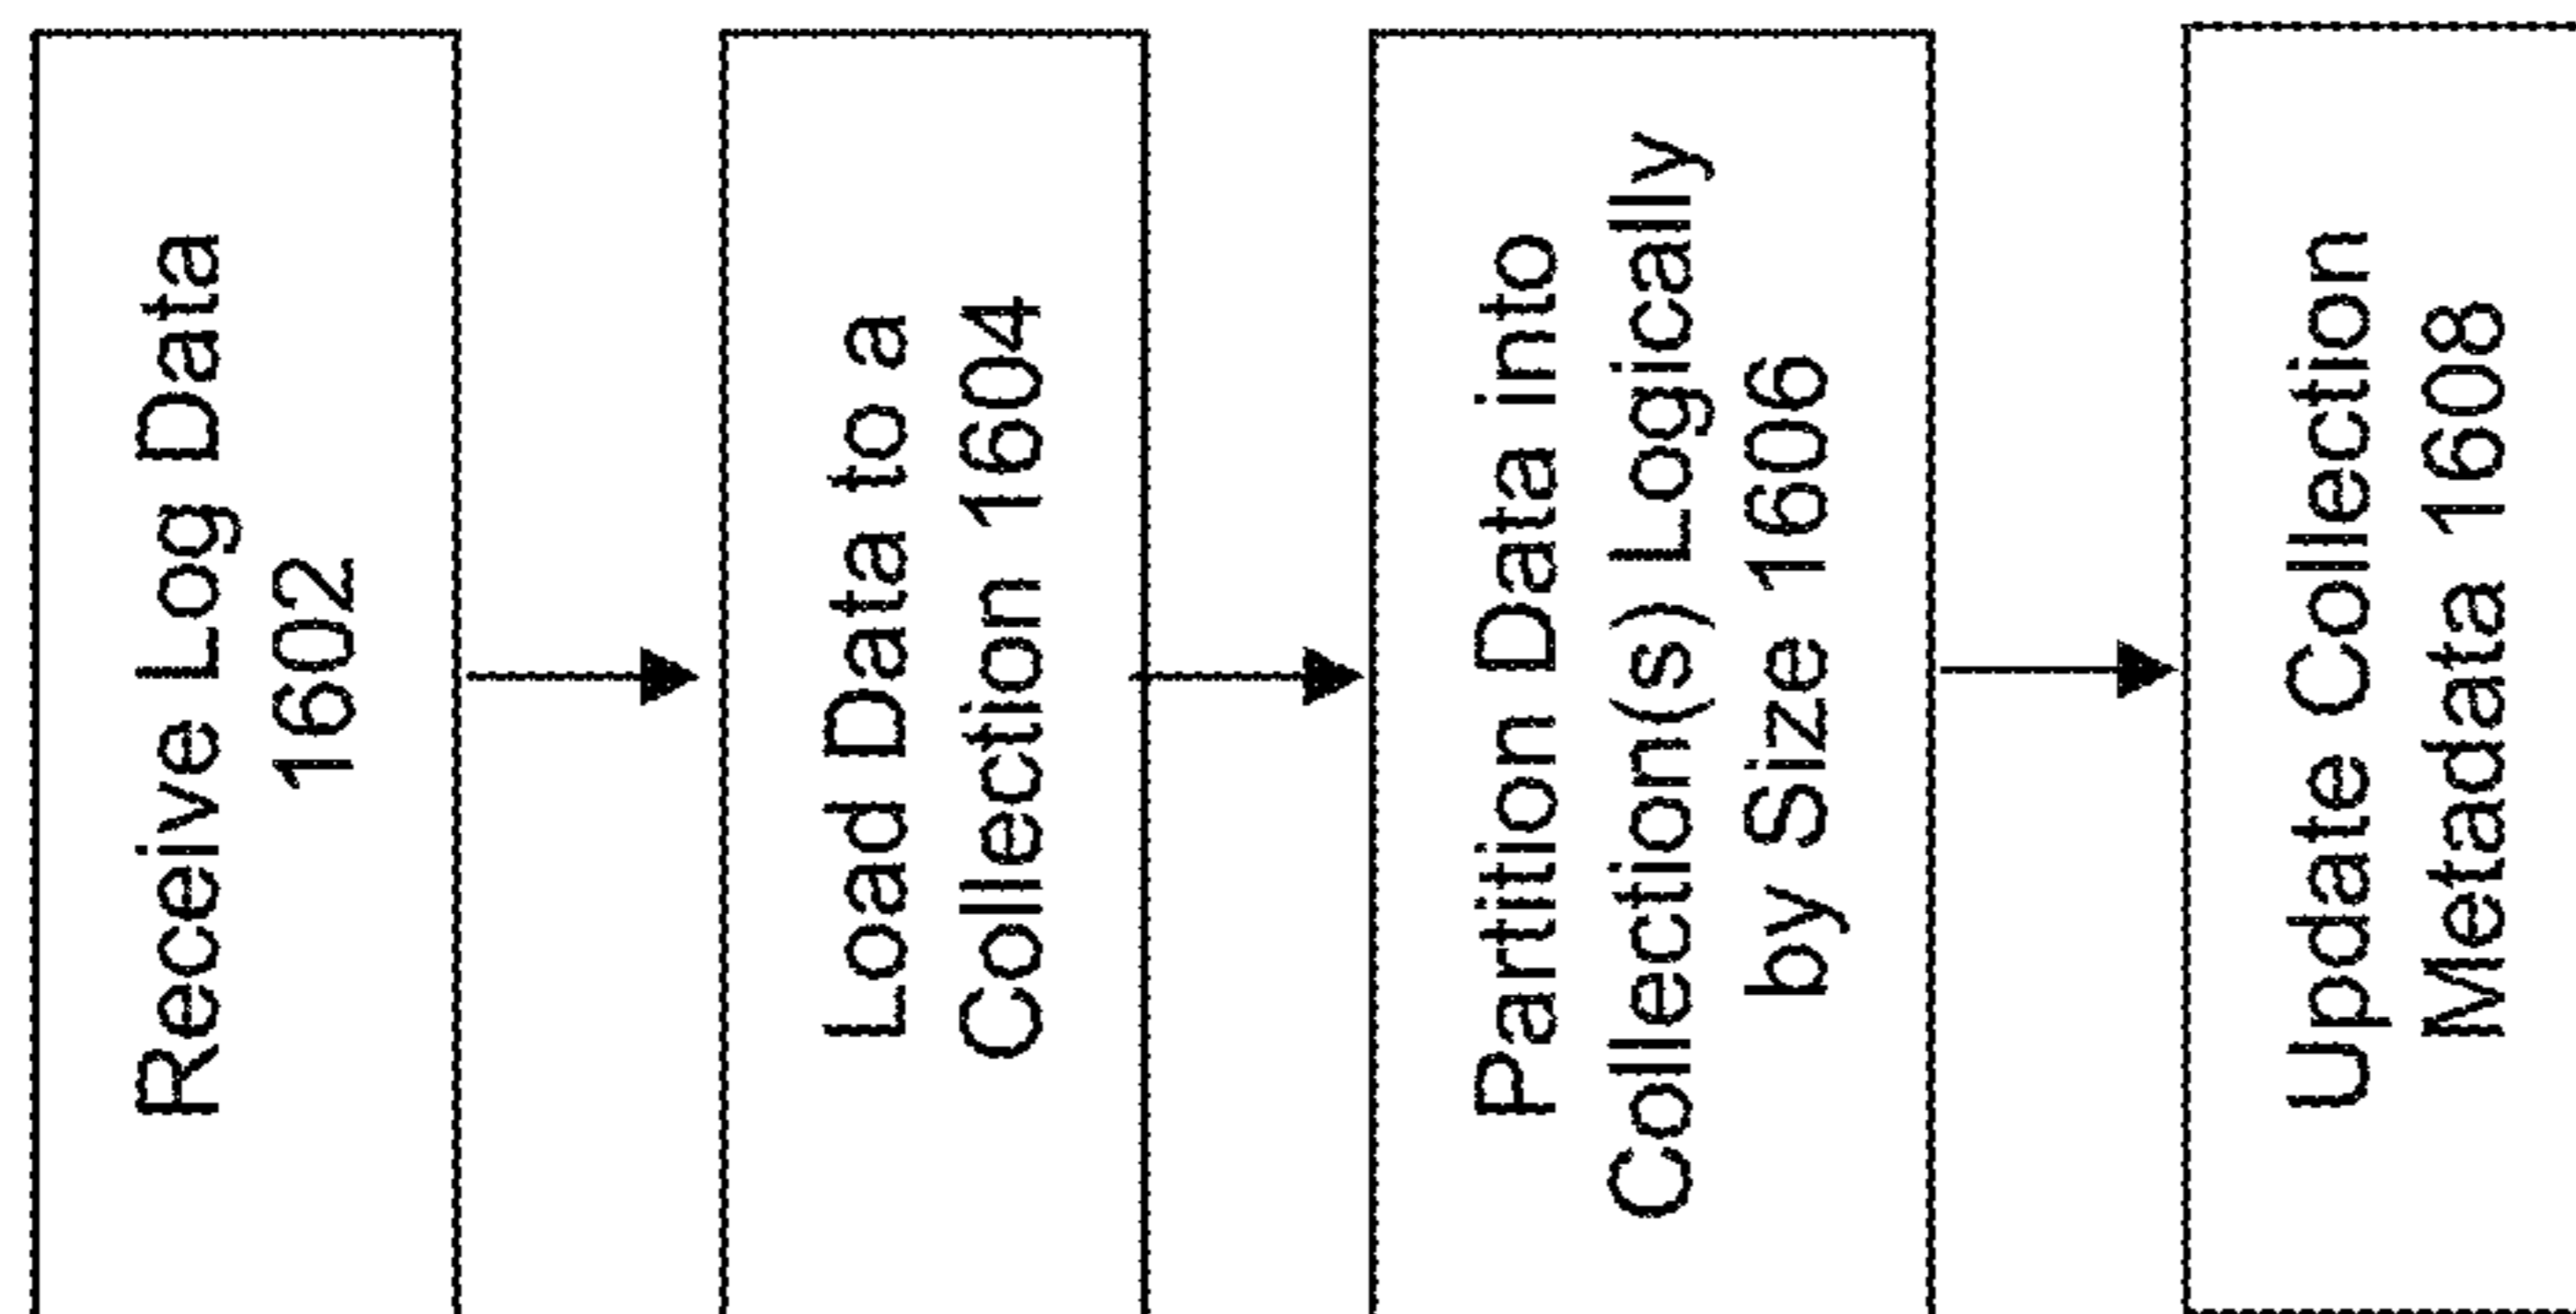 Receive Log Data
1602
Load Data to a
Collection 1604
Partition Data into
Collection(s) Logically
by Size 1606
Update Collection
Metadata 1608